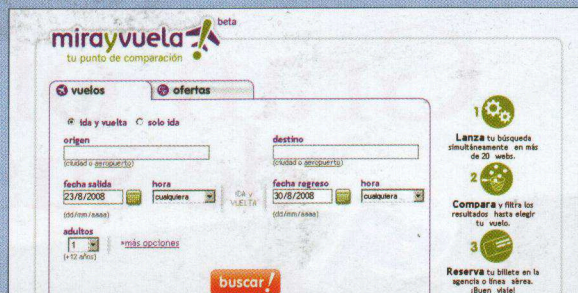 mirayvuela beta
tu punto de comparación
vuelos ofertas
ida y vuelta solo ida
origen destino
(ciudad o aeropuerto) (ciudad o aeropuerto)
fecha salida hora fecha regreso hora
23/8/2008 cualquiera IDA Y VUELTA 30/8/2008 cualquiera
(dd/mm/aaaa) (dd/mm/aaaa)
adultos
1 +más opciones
(+12 años)
buscar!
1
Lanza tu búsqueda
simultáneamente en más
de 20 webs.
2
Compara y filtra los
resultados hasta elegir
tu vuelo.
3
Reserva tu billete en la
agencia o línea aérea.
¡Buen viaje!